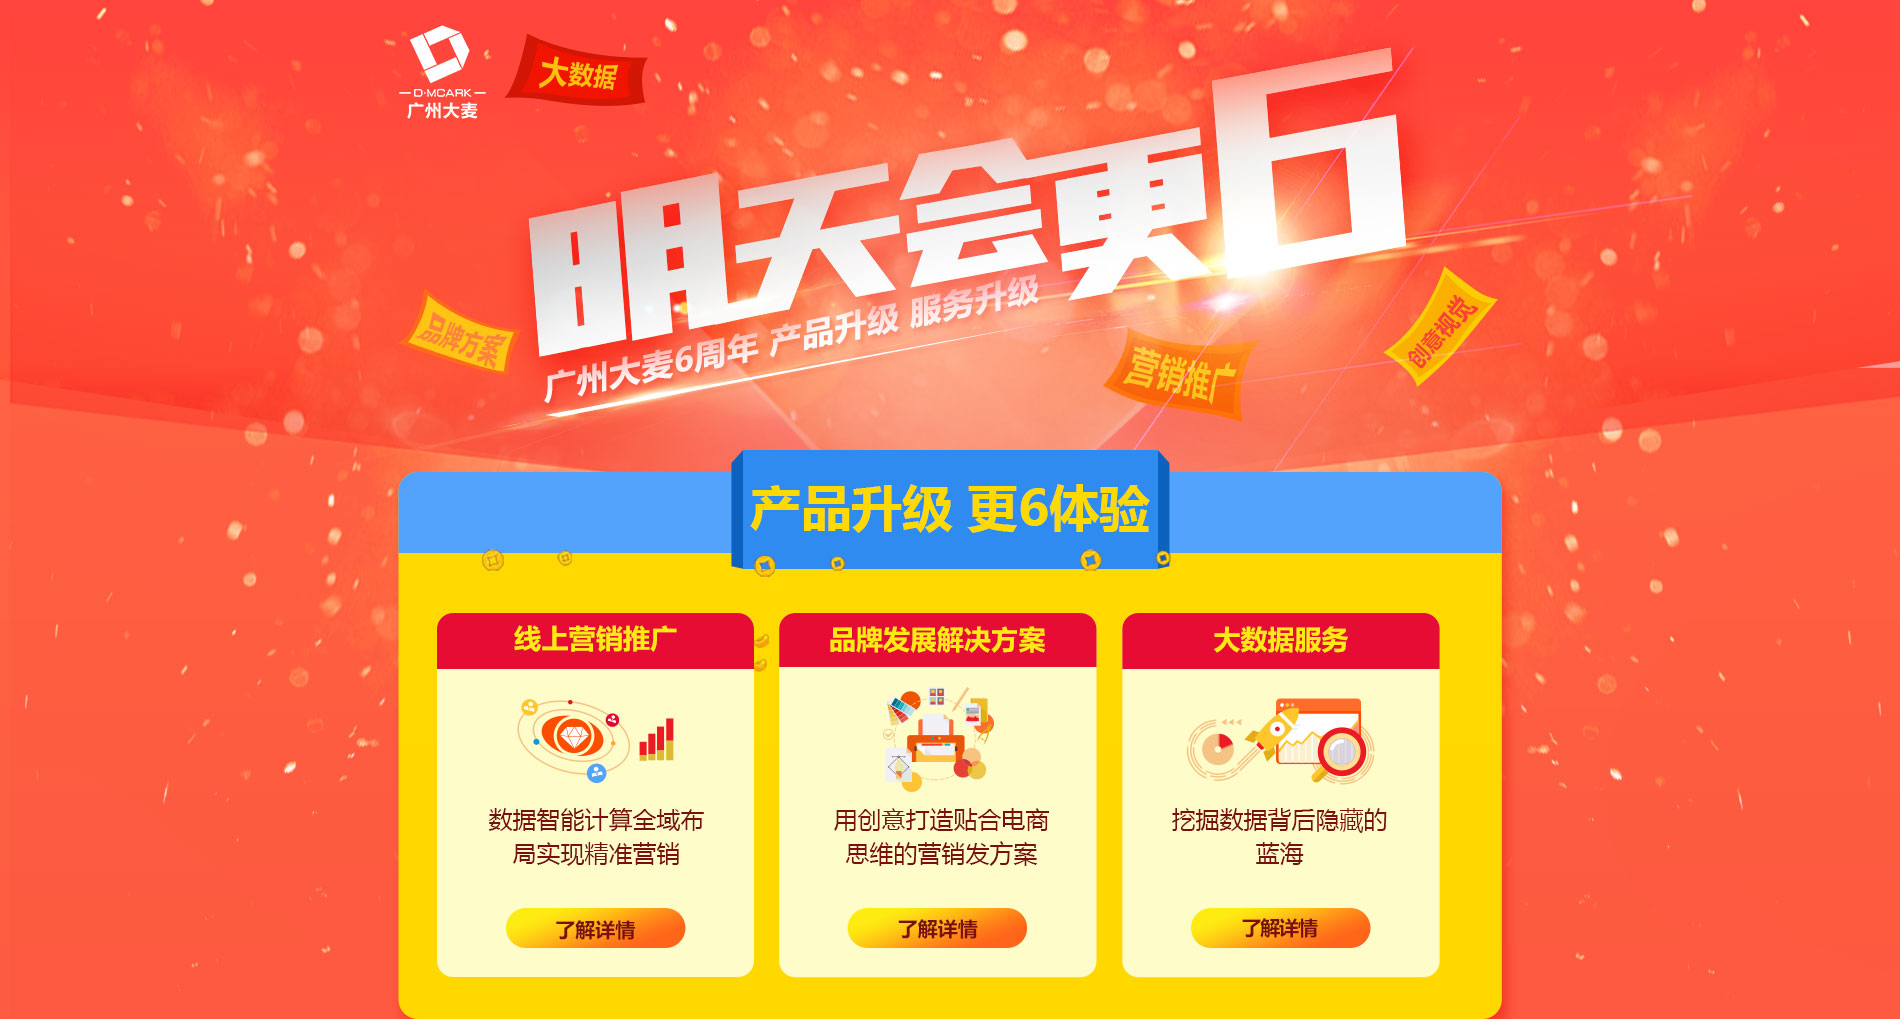 D·MCARK
广州大麦
大数据
明天会更6
广州大麦6周年 产品升级 服务升级
品牌方案
营销推广
创意视觉
产品升级 更6体验
线上营销推广
数据智能计算全域布
局实现精准营销
了解详情
品牌发展解决方案
用创意打造贴合电商
思维的营销发方案
了解详情
大数据服务
挖掘数据背后隐藏的
蓝海
了解详情